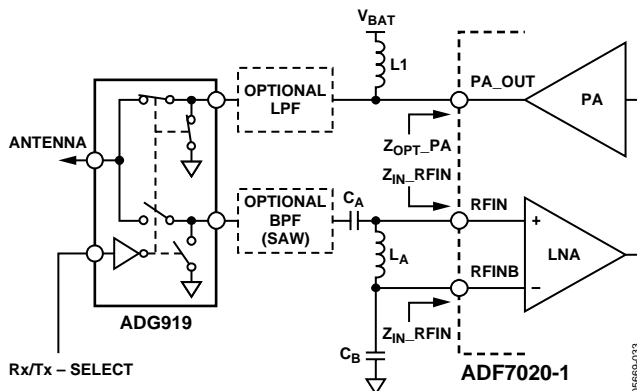 VBAT
L1
PA_OUT
PA
OPTIONAL
LPF
ANTENNA
ZOPT_PA
ZIN_RFIN
OPTIONAL
BPF
(SAW)
CA
RFIN
+
LA
LNA
RFINB
−
ZIN_RFIN
ADG919
CB
Rx/Tx – SELECT
ADF7020-1
05669-033